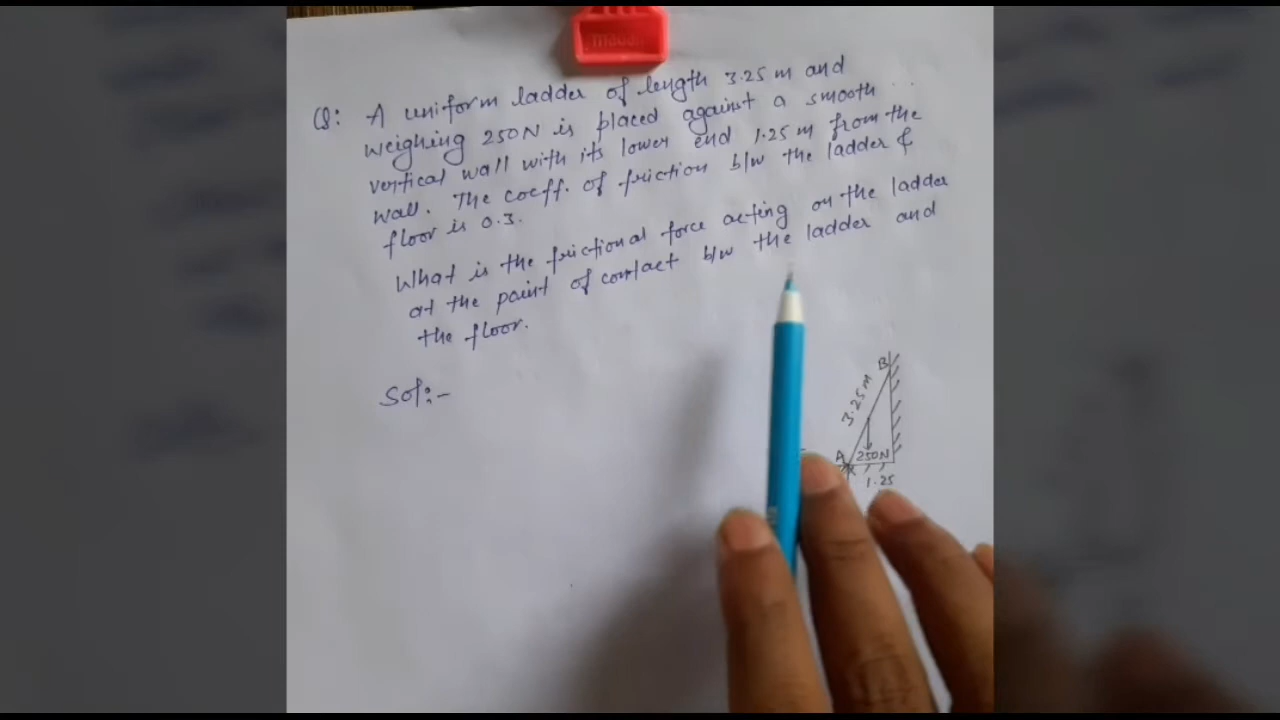 Q: A uniform ladder of length 3.25 m and
weighing 250N is placed against a smooth
vertical wall with its lower end 1.25 m from the
wall. The coeff. of friction b/w the ladder &
floor is 0.3.
What is the frictional force acting on the ladder
at the point of contact b/w the ladder and
the floor.
Sol:-
B
3.25 m
A 250N
1.25